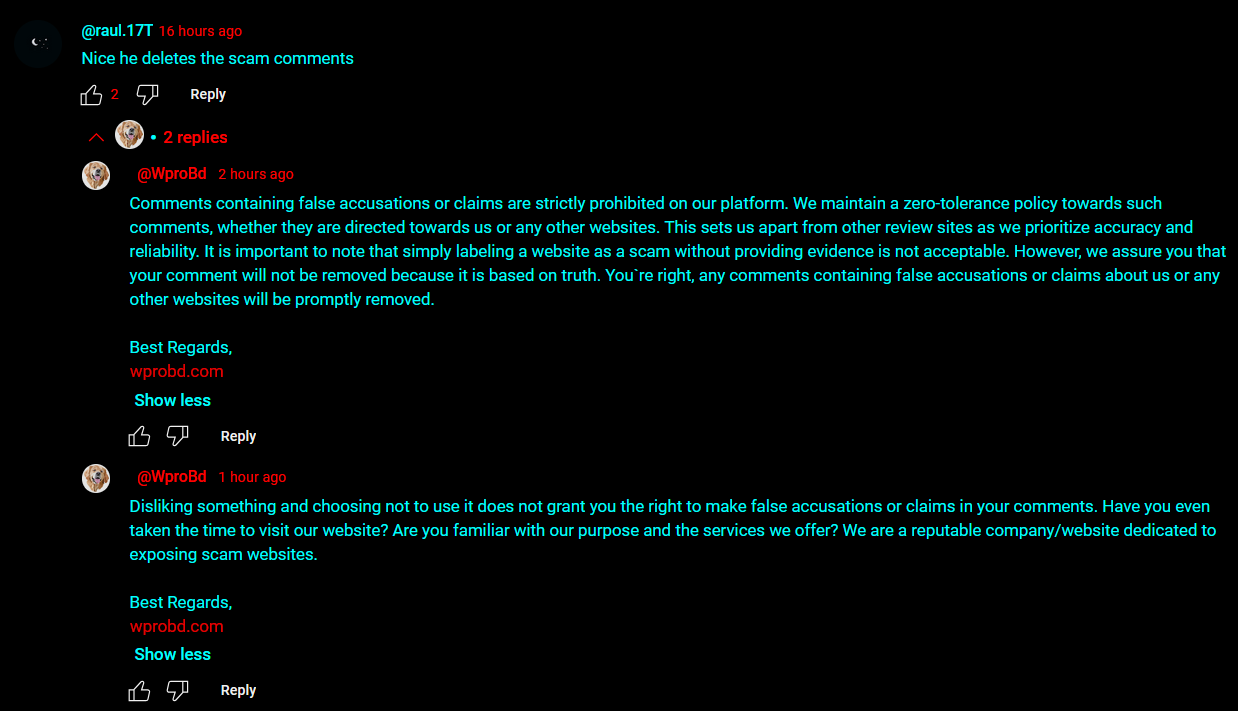 @raul.17T 16 hours ago
Nice he deletes the scam comments
2 Reply
• 2 replies
@WproBd 2 hours ago
Comments containing false accusations or claims are strictly prohibited on our platform. We maintain a zero-tolerance policy towards such
comments, whether they are directed towards us or any other websites. This sets us apart from other review sites as we prioritize accuracy and
reliability. It is important to note that simply labeling a website as a scam without providing evidence is not acceptable. However, we assure you that
your comment will not be removed because it is based on truth. You`re right, any comments containing false accusations or claims about us or any
other websites will be promptly removed.
Best Regards,
wprobd.com
Show less
Reply
@WproBd 1 hour ago
Disliking something and choosing not to use it does not grant you the right to make false accusations or claims in your comments. Have you even
taken the time to visit our website? Are you familiar with our purpose and the services we offer? We are a reputable company/website dedicated to
exposing scam websites.
Best Regards,
wprobd.com
Show less
Reply